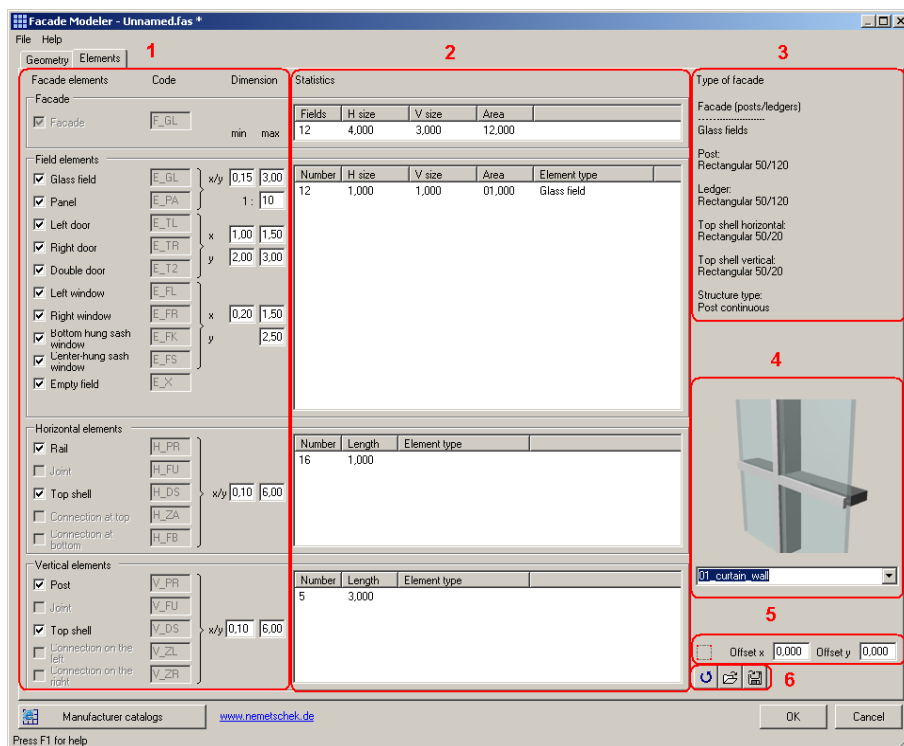 Facade Modeler - Unnamed.fas *
File Help
Geometry Elements
1 2 3
Facade elements Code Dimension Statistics Type of facade
Facade
Facade F_GL
min max
Fields H size V size Area
12 4,000 3,000 12,000
Facade (posts/ledgers)
----------------------
Glass fields
Post:
Rectangular 50/120
Ledger:
Rectangular 50/120
Top shell horizontal:
Rectangular 50/20
Top shell vertical:
Rectangular 50/20
Structure type:
Post continuous
Field elements
Glass field E_GL x/y 0,15 3,00
Panel E_PA 1 : 10
Left door E_TL
Right door E_TR
x 1,00 1,50
y 2,00 3,00
Double door E_T2
Left window E_FL
Right window E_FR x 0,20 1,50
Bottom hung sash window E_FK y 2,50
Center-hung sash window E_FS
Empty field E_X
Number H size V size Area Element type
12 1,000 1,000 01,000 Glass field
4
Horizontal elements
Rail H_PR
Joint H_FU
Top shell H_DS x/y 0,10 6,00
Connection at top H_ZA
Connection at bottom H_FB
Number Length Element type
16 1,000
01_curtain_wall
Vertical elements
Post V_PR
Joint V_FU
Top shell V_DS x/y 0,10 6,00
Connection on the left V_ZL
Connection on the right V_ZR
Number Length Element type
5 3,000
5
Offset x 0,000 Offset y 0,000
6
Manufacturer catalogs www.nemetschek.de OK Cancel
Press F1 for help